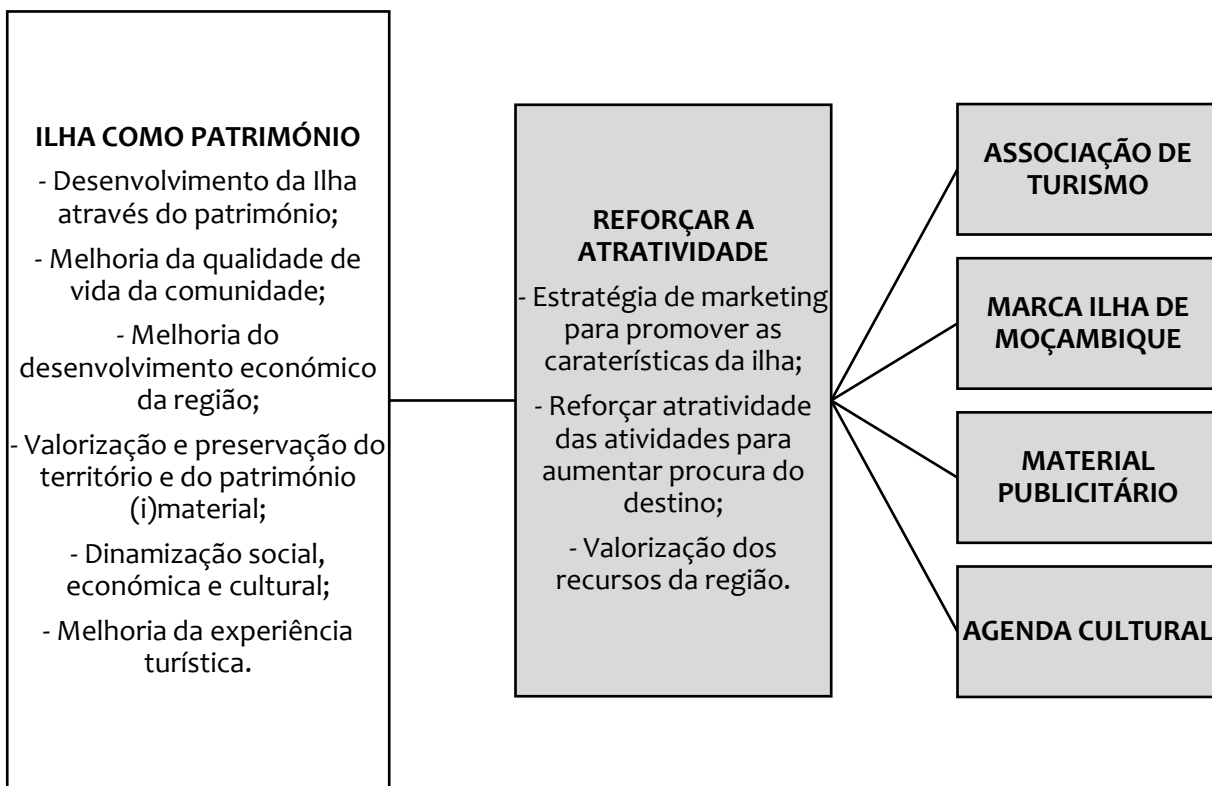 ILHA COMO PATRIMÓNIO
- Desenvolvimento da Ilha
através do património;
- Melhoria da qualidade de
vida da comunidade;
- Melhoria do
desenvolvimento económico
da região;
- Valorização e preservação do
território e do património
(i)material;
- Dinamização social,
económica e cultural;
- Melhoria da experiência
turística.
REFORÇAR A
ATRATIVIDADE
- Estratégia de marketing
para promover as
caraterísticas da ilha;
- Reforçar atratividade
das atividades para
aumentar procura do
destino;
- Valorização dos
recursos da região.
ASSOCIAÇÃO DE
TURISMO
MARCA ILHA DE
MOÇAMBIQUE
MATERIAL
PUBLICITÁRIO
AGENDA CULTURAL